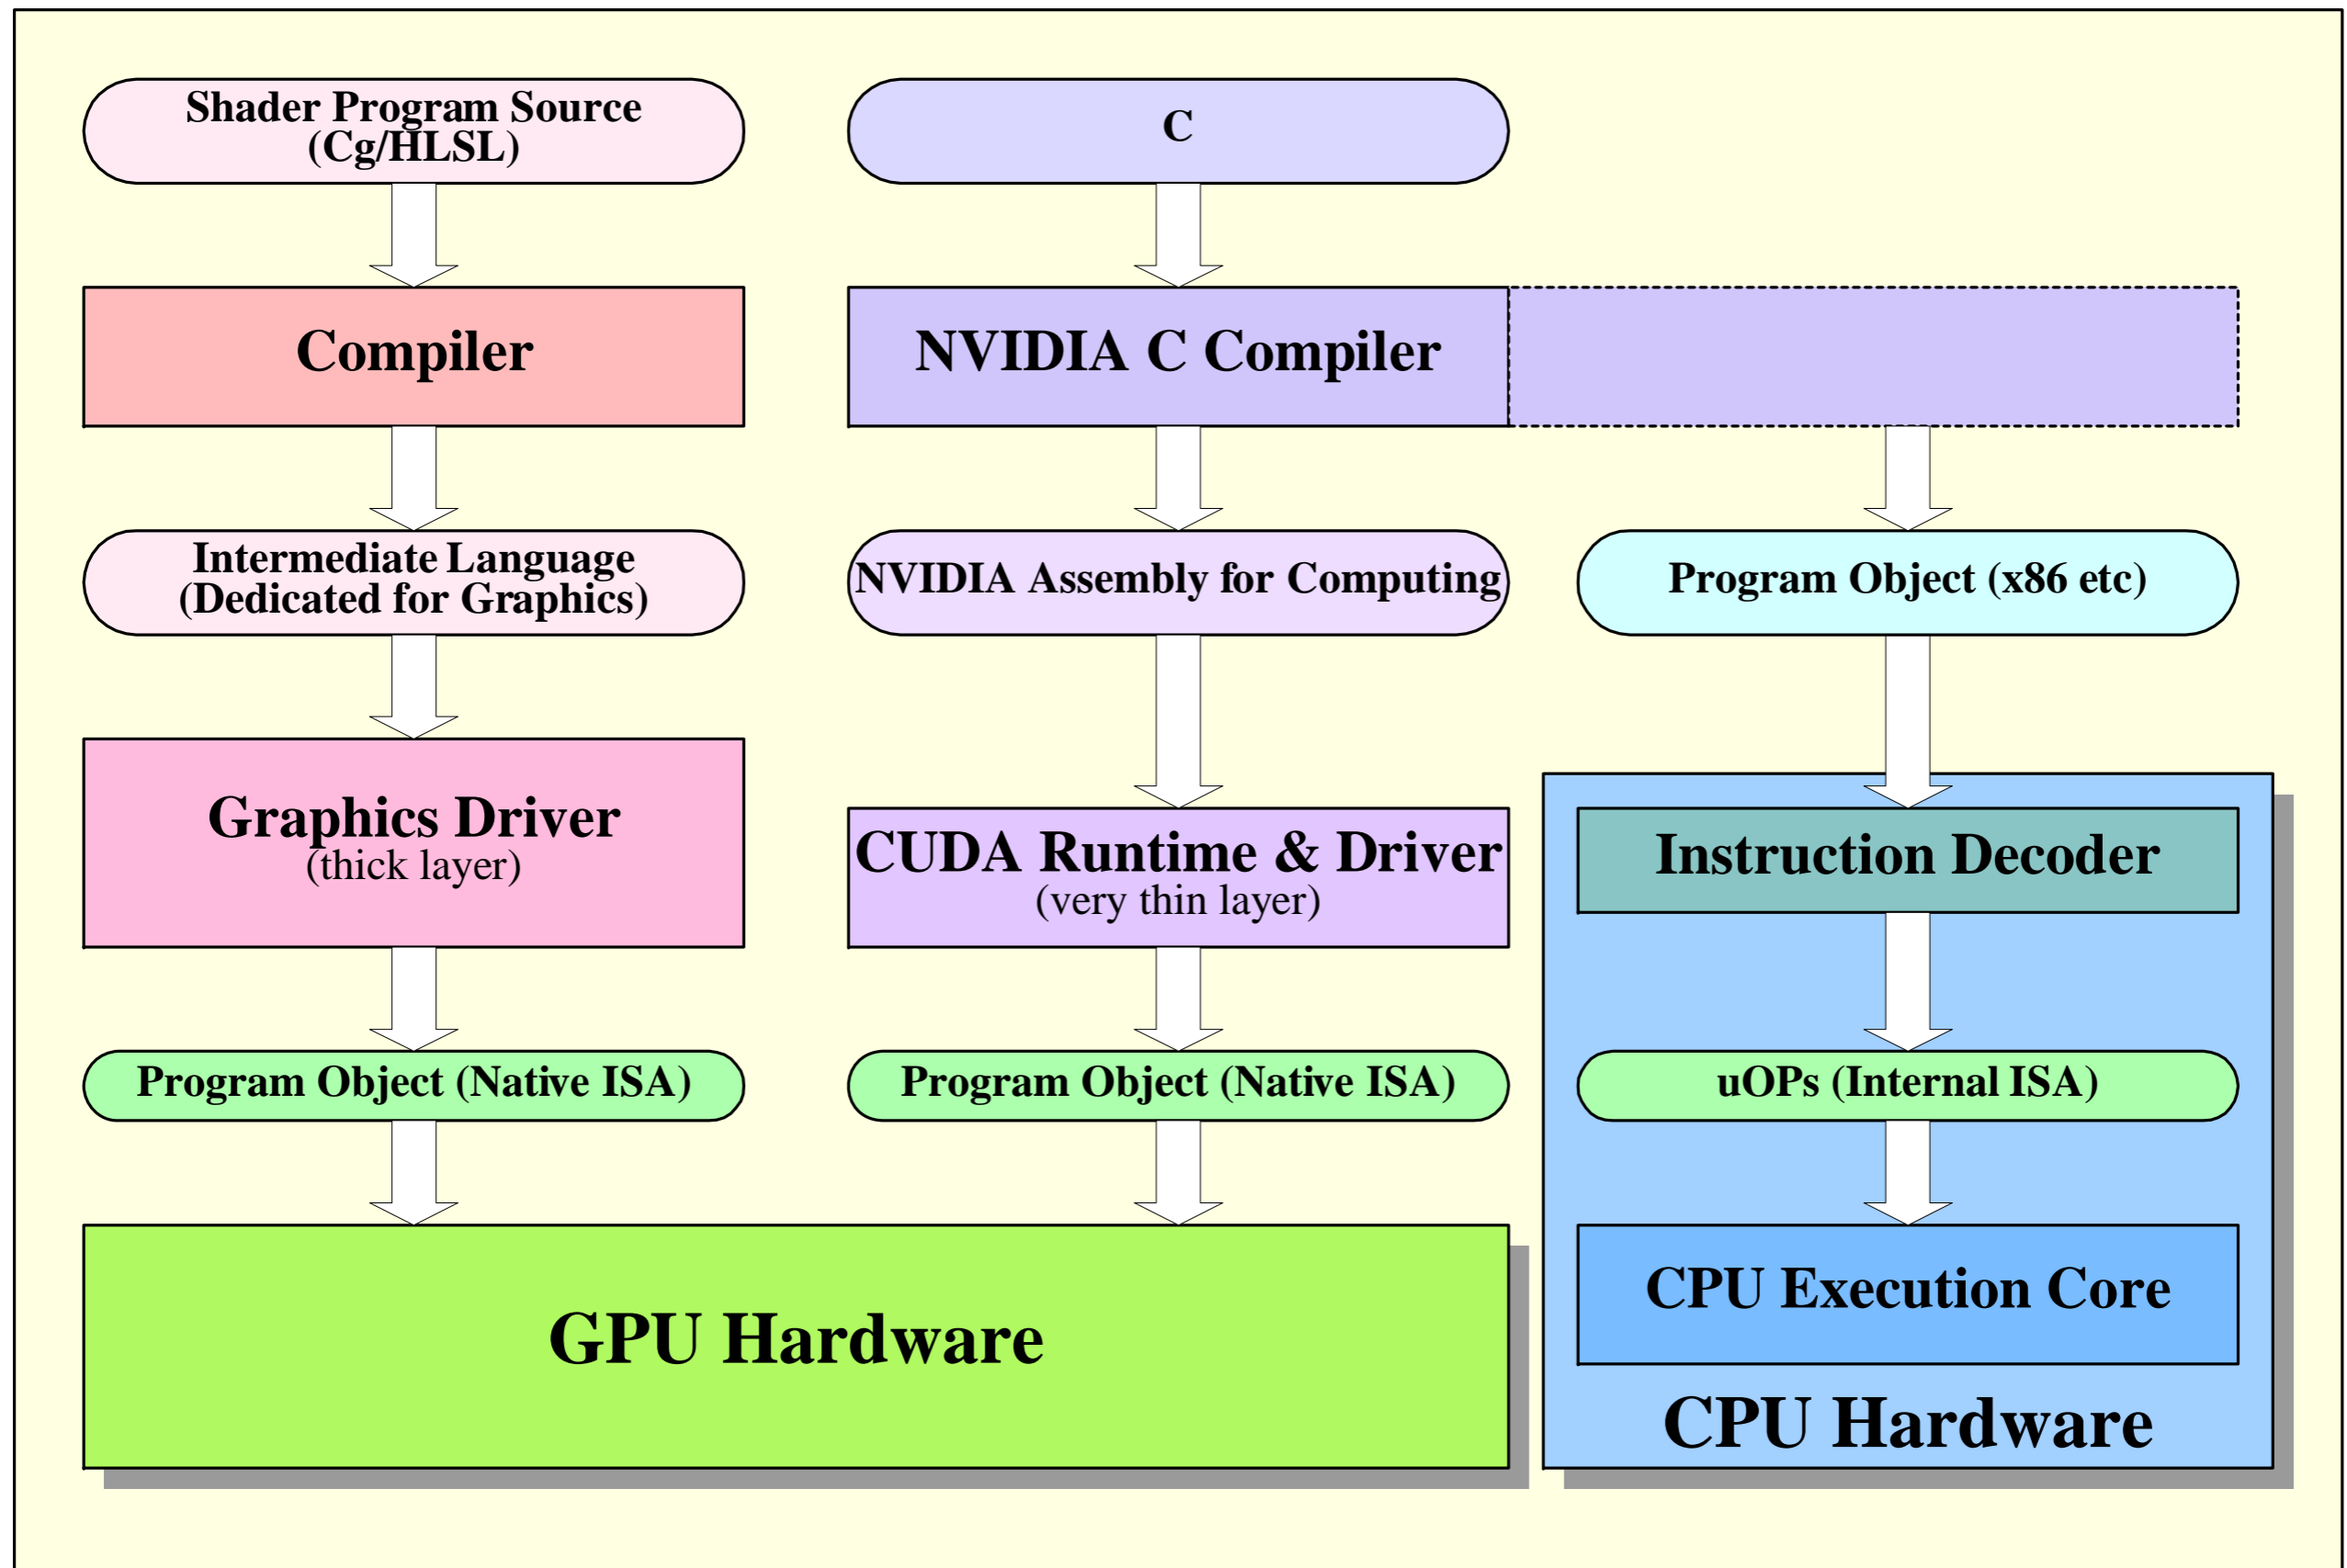 Shader Program Source
(Cg/HLSL)
C
Compiler
NVIDIA C Compiler
Intermediate Language
(Dedicated for Graphics)
NVIDIA Assembly for Computing
Program Object (x86 etc)
Graphics Driver
(thick layer)
CUDA Runtime & Driver
(very thin layer)
Instruction Decoder
Program Object (Native ISA)
Program Object (Native ISA)
uOPs (Internal ISA)
GPU Hardware
CPU Execution Core
CPU Hardware